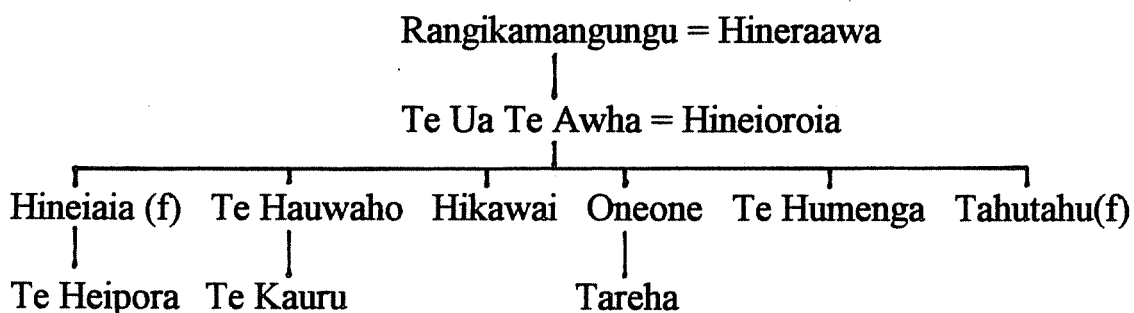 Rangikamangungu = Hineraawa
Te Ua Te Awha = Hineioroia
Hineiaia (f) Te Hauwaho Hikawai Oneone Te Humenga Tahutahu(f)
Te Heipora Te Kauru Tareha